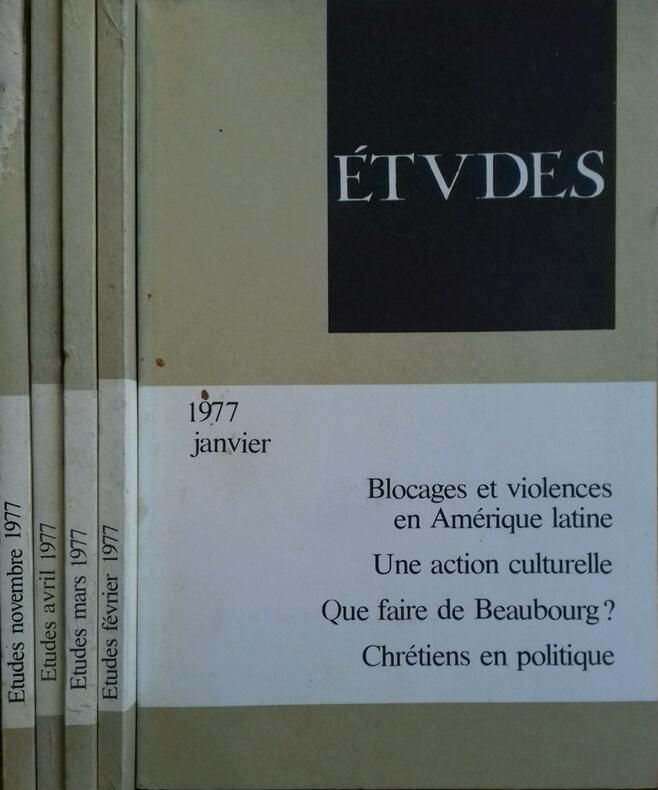 ÉTVDES
1977
janvier
Blocages et violences
en Amérique latine
Une action culturelle
Que faire de Beaubourg ?
Chrétiens en politique
Etudes novembre 1977
Etudes avril 1977
Etudes mars 1977
Etudes février 1977